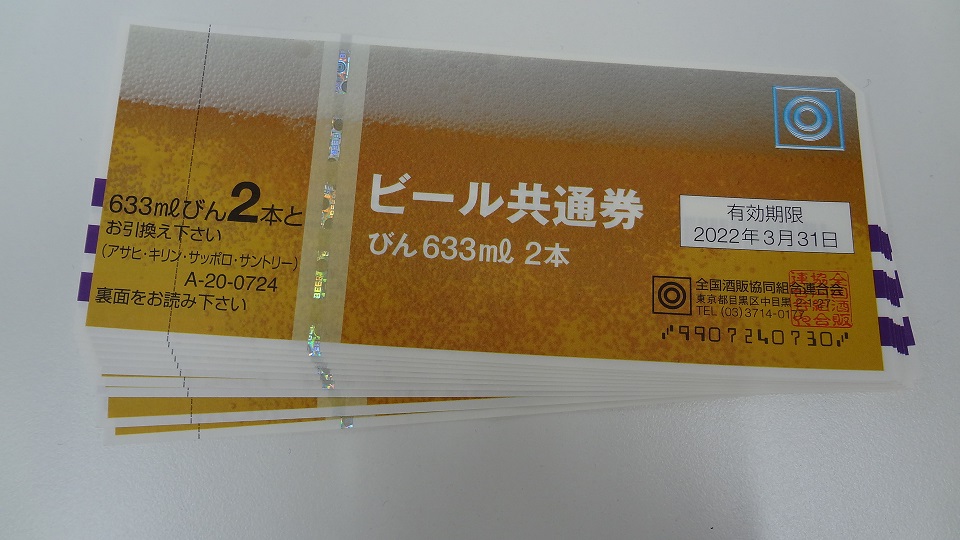 633mlびん2本と
お引換え下さい
(アサヒ・キリン・サッポロ・サントリー)
A-20-0724
裏面をお読み下さい
ビール共通券
びん633ml 2本
有効期限
2022年3月31日
全国酒販協同組合連合会
東京都目黒区中目黒2-1-27
TEL (03)3714-0177
9907240730
BEER